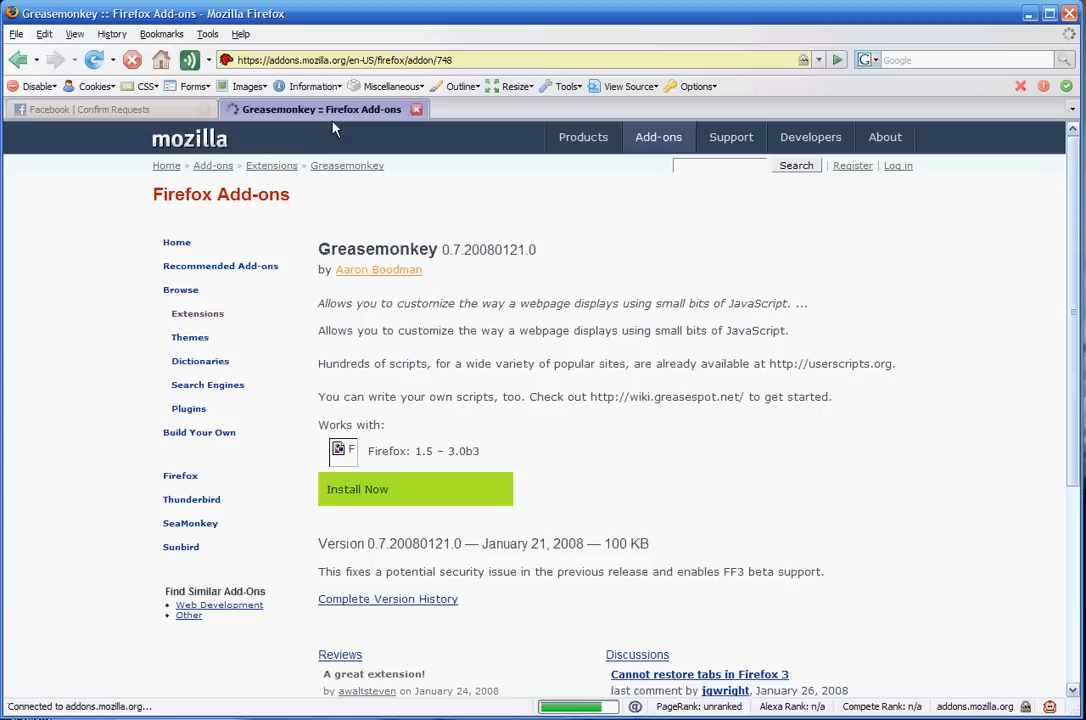 Greasemonkey :: Firefox Add-ons - Mozilla Firefox
File Edit View History Bookmarks Tools Help
https://addons.mozilla.org/en-US/firefox/addon/748 Google
Disable Cookies CSS Forms Images Information Miscellaneous Outline Resize Tools View Source Options
Facebook | Confirm Requests Greasemonkey :: Firefox Add-ons
mozilla Products Add-ons Support Developers About
Home » Add-ons » Extensions » Greasemonkey Search | Register | Log in
Firefox Add-ons
Home
Recommended Add-ons
Browse
Extensions
Themes
Dictionaries
Search Engines
Plugins
Build Your Own
Firefox
Thunderbird
SeaMonkey
Sunbird
Find Similar Add-Ons
• Web Development
• Other
Greasemonkey 0.7.20080121.0
by Aaron Boodman
Allows you to customize the way a webpage displays using small bits of JavaScript. ...
Allows you to customize the way a webpage displays using small bits of JavaScript.
Hundreds of scripts, for a wide variety of popular sites, are already available at http://userscripts.org.
You can write your own scripts, too. Check out http://wiki.greasespot.net/ to get started.
Works with:
F Firefox: 1.5 – 3.0b3
Install Now
Version 0.7.20080121.0 — January 21, 2008 — 100 KB
This fixes a potential security issue in the previous release and enables FF3 beta support.
Complete Version History
Reviews
A great extension!
by awaltsteven on January 24, 2008
Discussions
Cannot restore tabs in Firefox 3
last comment by jgwright, January 26, 2008
Connected to addons.mozilla.org... @ PageRank: unranked Alexa Rank: n/a Compete Rank: n/a addons.mozilla.org